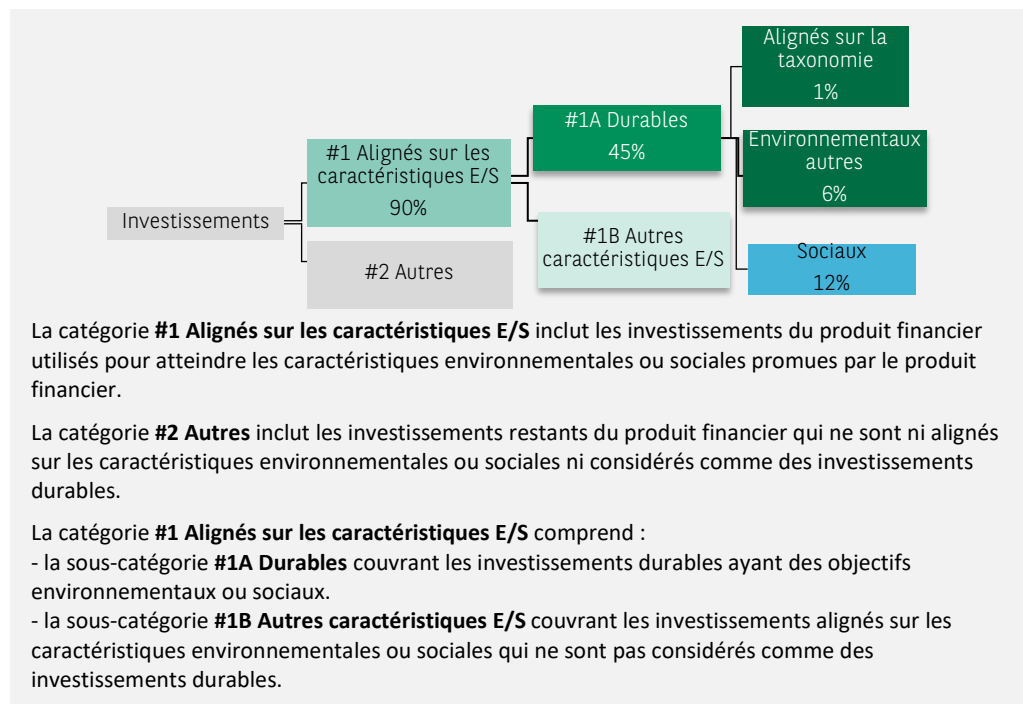 Investissements
#1 Alignés sur les
caractéristiques E/S
90%
#2 Autres
#1A Durables
45%
#1B Autres
caractéristiques E/S
Alignés sur la
taxonomie
1%
Environnementaux
autres
6%
Sociaux
12%
La catégorie #1 Alignés sur les caractéristiques E/S inclut les investissements du produit financier
utilisés pour atteindre les caractéristiques environnementales ou sociales promues par le produit
financier.
La catégorie #2 Autres inclut les investissements restants du produit financier qui ne sont ni alignés
sur les caractéristiques environnementales ou sociales ni considérés comme des investissements
durables.
La catégorie #1 Alignés sur les caractéristiques E/S comprend :
- la sous-catégorie #1A Durables couvrant les investissements durables ayant des objectifs
environnementaux ou sociaux.
- la sous-catégorie #1B Autres caractéristiques E/S couvrant les investissements alignés sur les
caractéristiques environnementales ou sociales qui ne sont pas considérés comme des
investissements durables.